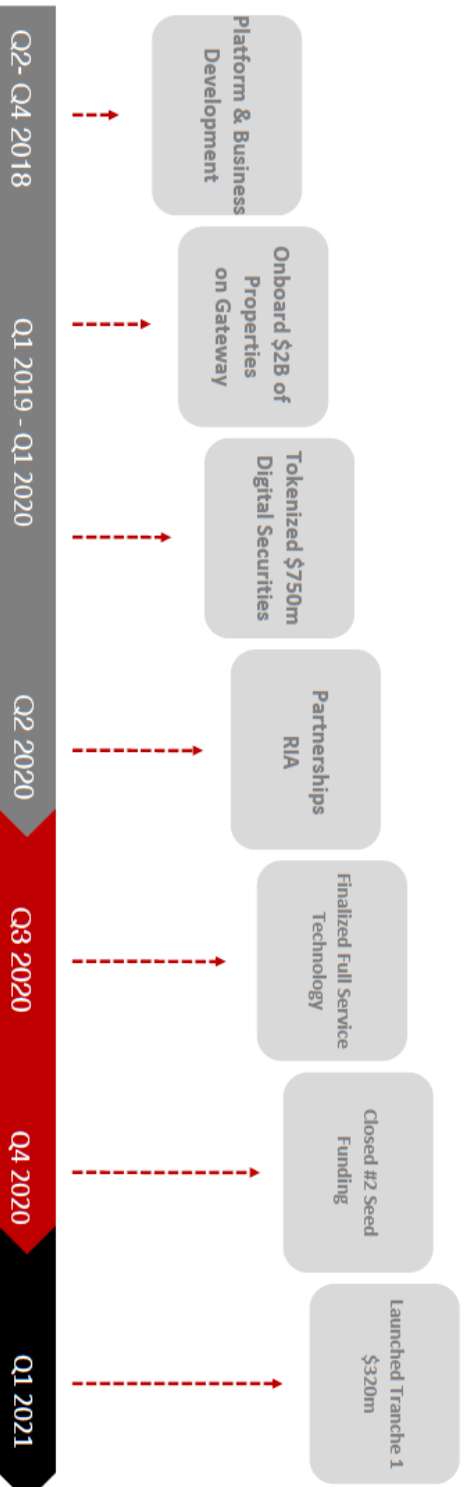 Platform & Business
Development
Onboard $2B of
Properties
on Gateway
Tokenized $750m
Digital Securities
Partnerships
RIA
Finalized Full Service
Technology
Closed #2 Seed
Funding
Launched Tranche 1
$320m
Q2- Q4 2018
Q1 2019 - Q1 2020
Q2 2020
Q3 2020
Q4 2020
Q1 2021